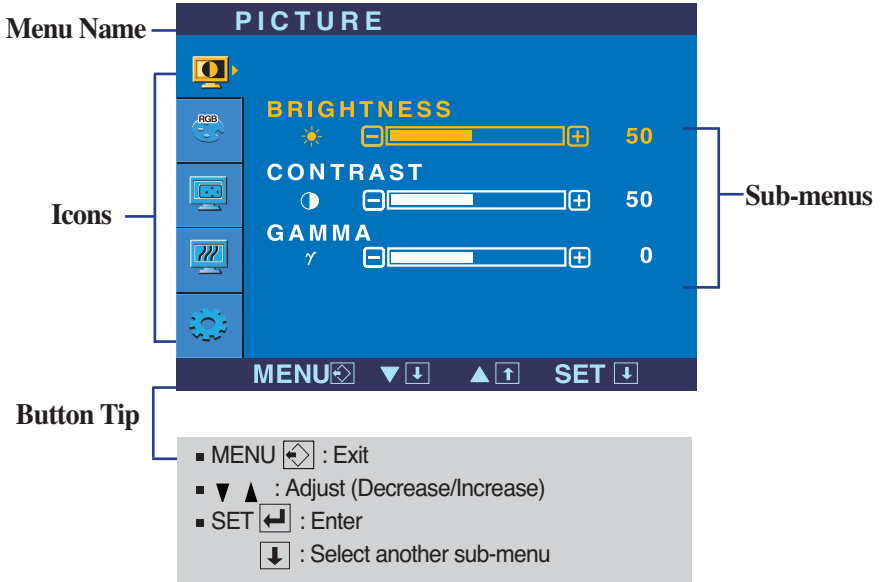 PICTURE
Menu Name
RGB
BRIGHTNESS
50
CONTRAST
50
Sub-menus
Icons
GAMMA
γ 0
MENU ▼ ▲ SET
Button Tip
▪ MENU : Exit
▪ ▼ ▲ : Adjust (Decrease/Increase)
▪ SET ↵ : Enter
⬇ : Select another sub-menu